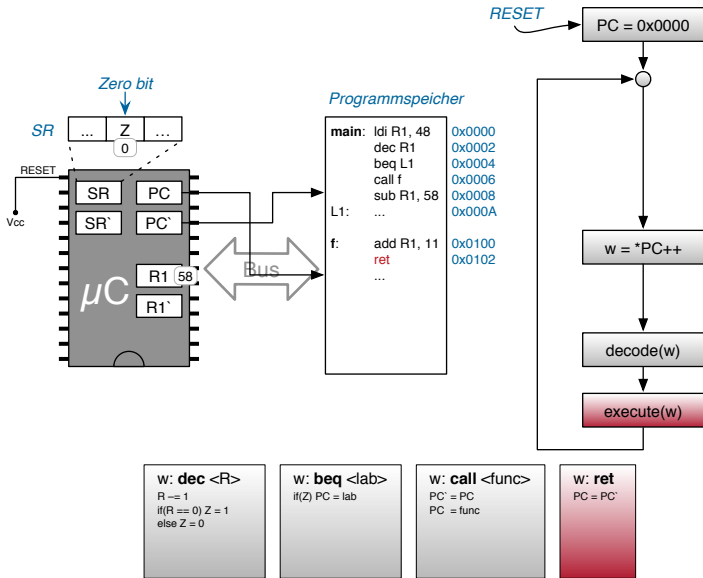 RESET
PC = 0x0000
Zero bit
Programmspeicher
SR
... Z ...
0
main: ldi R1, 48 0x0000
dec R1 0x0002
beq L1 0x0004
call f 0x0006
sub R1, 58 0x0008
L1: ... 0x000A
f: add R1, 11 0x0100
ret 0x0102
...
RESET
Vcc
SR PC
SR` PC`
R1 58
R1`
µC
Bus
w = *PC++
decode(w)
execute(w)
w: dec <R>
R −= 1
if(R == 0) Z = 1
else Z = 0
w: beq <lab>
if(Z) PC = lab
w: call <func>
PC` = PC
PC = func
w: ret
PC = PC`